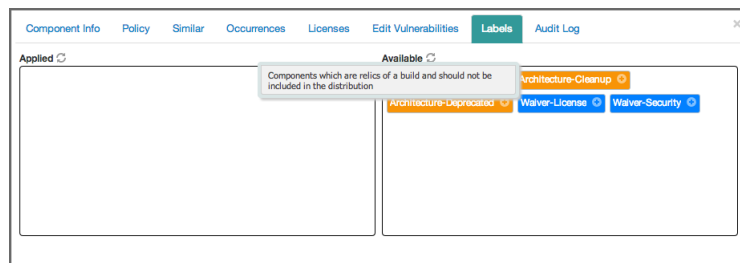 Component Info Policy Similar Occurrences Licenses Edit Vulnerabilities Labels Audit Log
Applied Available
Components which are relics of a build and should not be
included in the distribution
Architecture-Cleanup
Architecture-Deprecated Waiver-License Waiver-Security